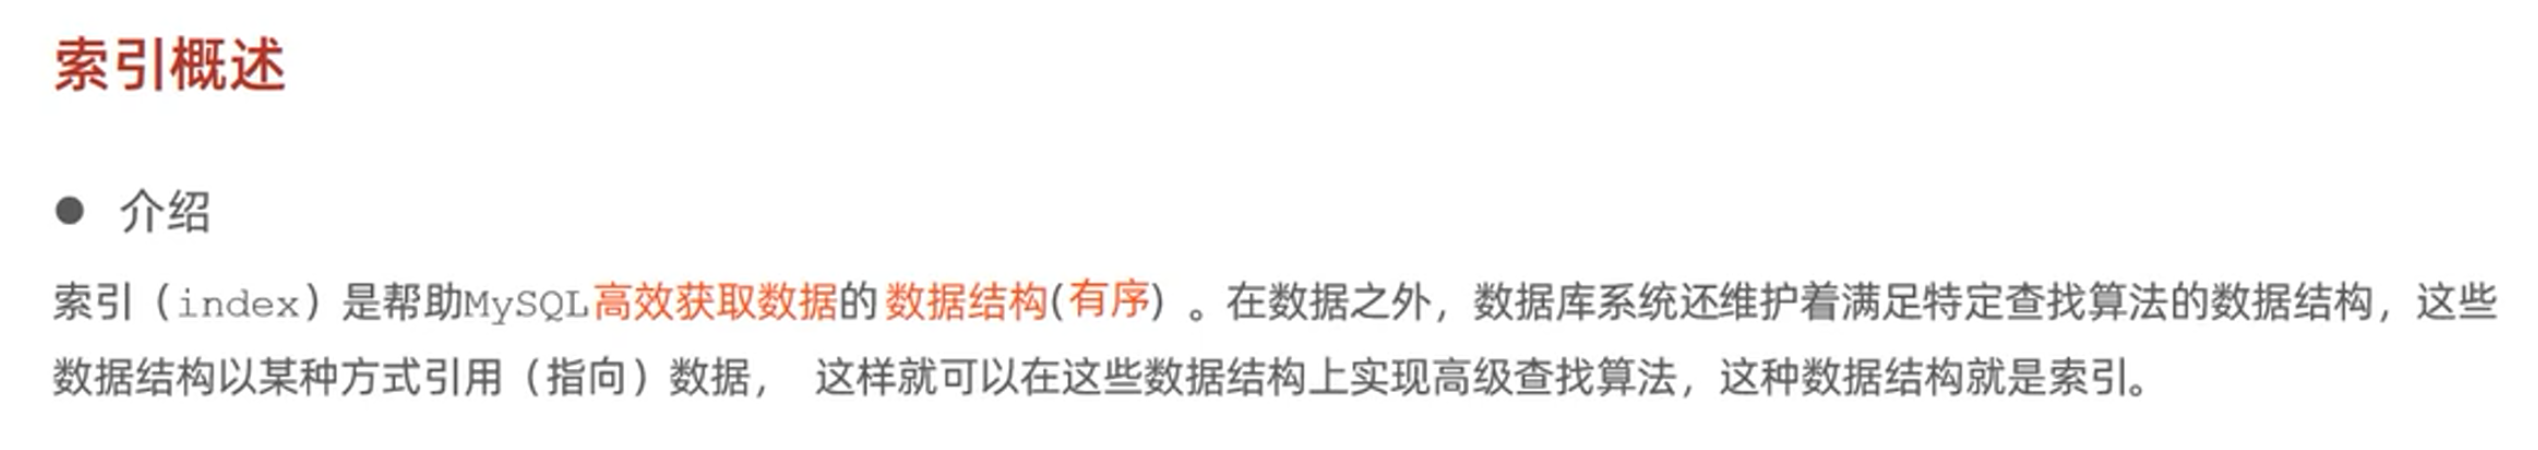 索引概述
● 介绍
索引（index）是帮助MySQL高效获取数据的数据结构(有序) 。在数据之外，数据库系统还维护着满足特定查找算法的数据结构，这些
数据结构以某种方式引用（指向）数据， 这样就可以在这些数据结构上实现高级查找算法，这种数据结构就是索引。